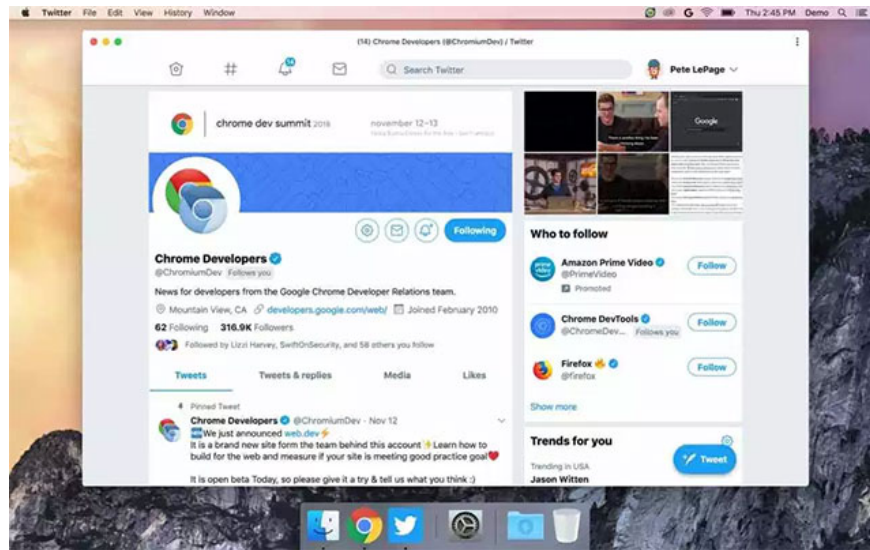 Twitter File Edit View History Window
Thu 2:45 PM Demo
(14) Chrome Developers (@ChromiumDev) / Twitter
14
Search Twitter
Pete LePage
chrome dev summit 2018
november 12–13
Google
Following
Chrome Developers
@ChromiumDev Follows you
News for developers from the Google Chrome Developer Relations team.
Mountain View, CA developers.google.com/web/ Joined February 2010
62 Following 316.9K Followers
Followed by Lizzi Harvey, SwiftOnSecurity, and 58 others you follow
Tweets Tweets & replies Media Likes
Pinned Tweet
Chrome Developers @ChromiumDev · Nov 12
🆕We just announced web.dev⚡
It is a brand new site form the team behind this account ✨Learn how to
build for the web and measure if your site is meeting good practice goal❤️
It is open beta Today, so please give it a try & tell us what you think :)
Who to follow
prime video
Amazon Prime Video
@PrimeVideo
Promoted
Follow
Chrome DevTools
@ChromeDev... Follows you
Follow
Firefox 🔥
@firefox
Follow
Show more
Trends for you
Trending in USA
Jason Witten
Tweet